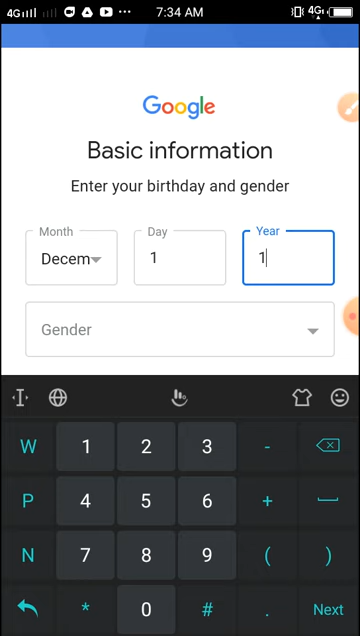 4G 7:34 AM 4G
Google
Basic information
Enter your birthday and gender
Month Day Year
Decem 1 1
Gender
W 1 2 3 -
P 4 5 6 +
N 7 8 9 ( )
* 0 # . Next